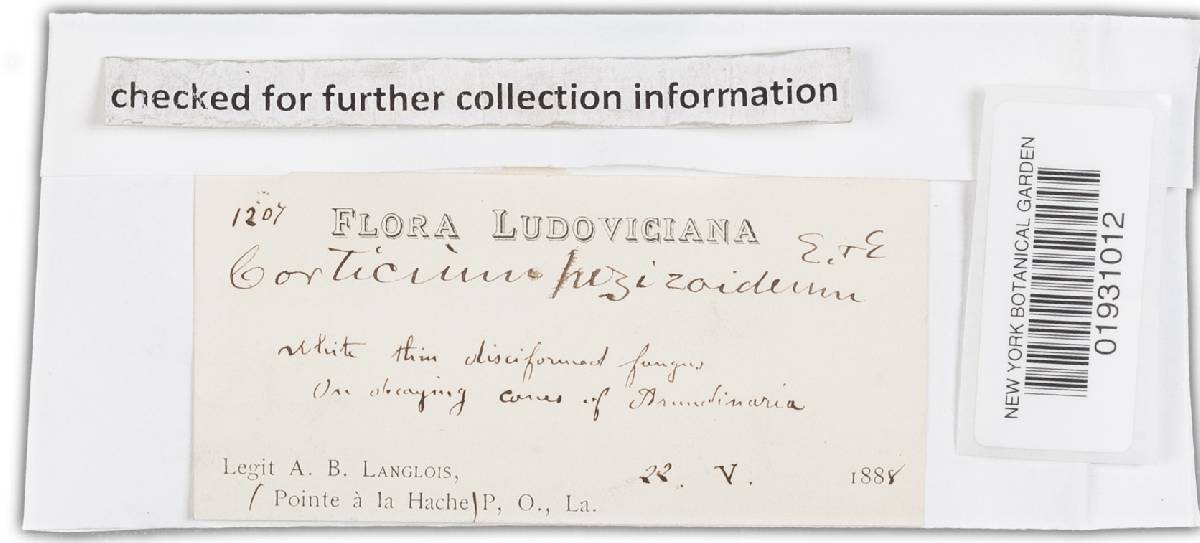 checked for further collection information
1207
FLORA LUDOVICIANA
E. & E
Corticium pezizoideum
White thin disciformed fungus
On decaying canes of Arundinaria
Legit A. B. LANGLOIS,
22. V. 1888
( Pointe à la Hache) P, O., La.
NEW YORK BOTANICAL GARDEN
01931012